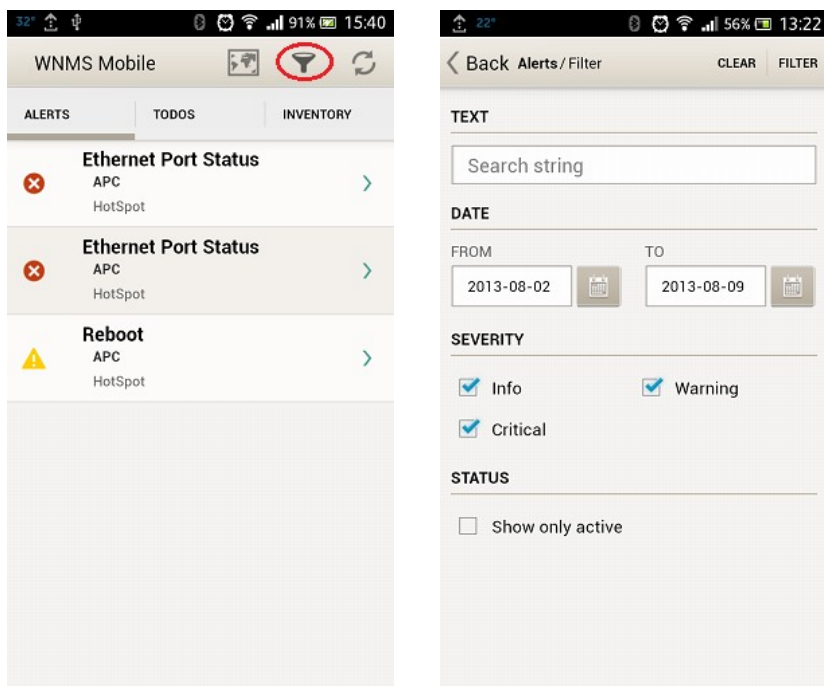 32° 91% 15:40
WNMS Mobile
ALERTS TODOS INVENTORY
Ethernet Port Status
APC
HotSpot
Ethernet Port Status
APC
HotSpot
Reboot
APC
HotSpot
22° 56% 13:22
Back Alerts/Filter CLEAR FILTER
TEXT
Search string
DATE
FROM TO
2013-08-02 2013-08-09
SEVERITY
Info Warning
Critical
STATUS
Show only active